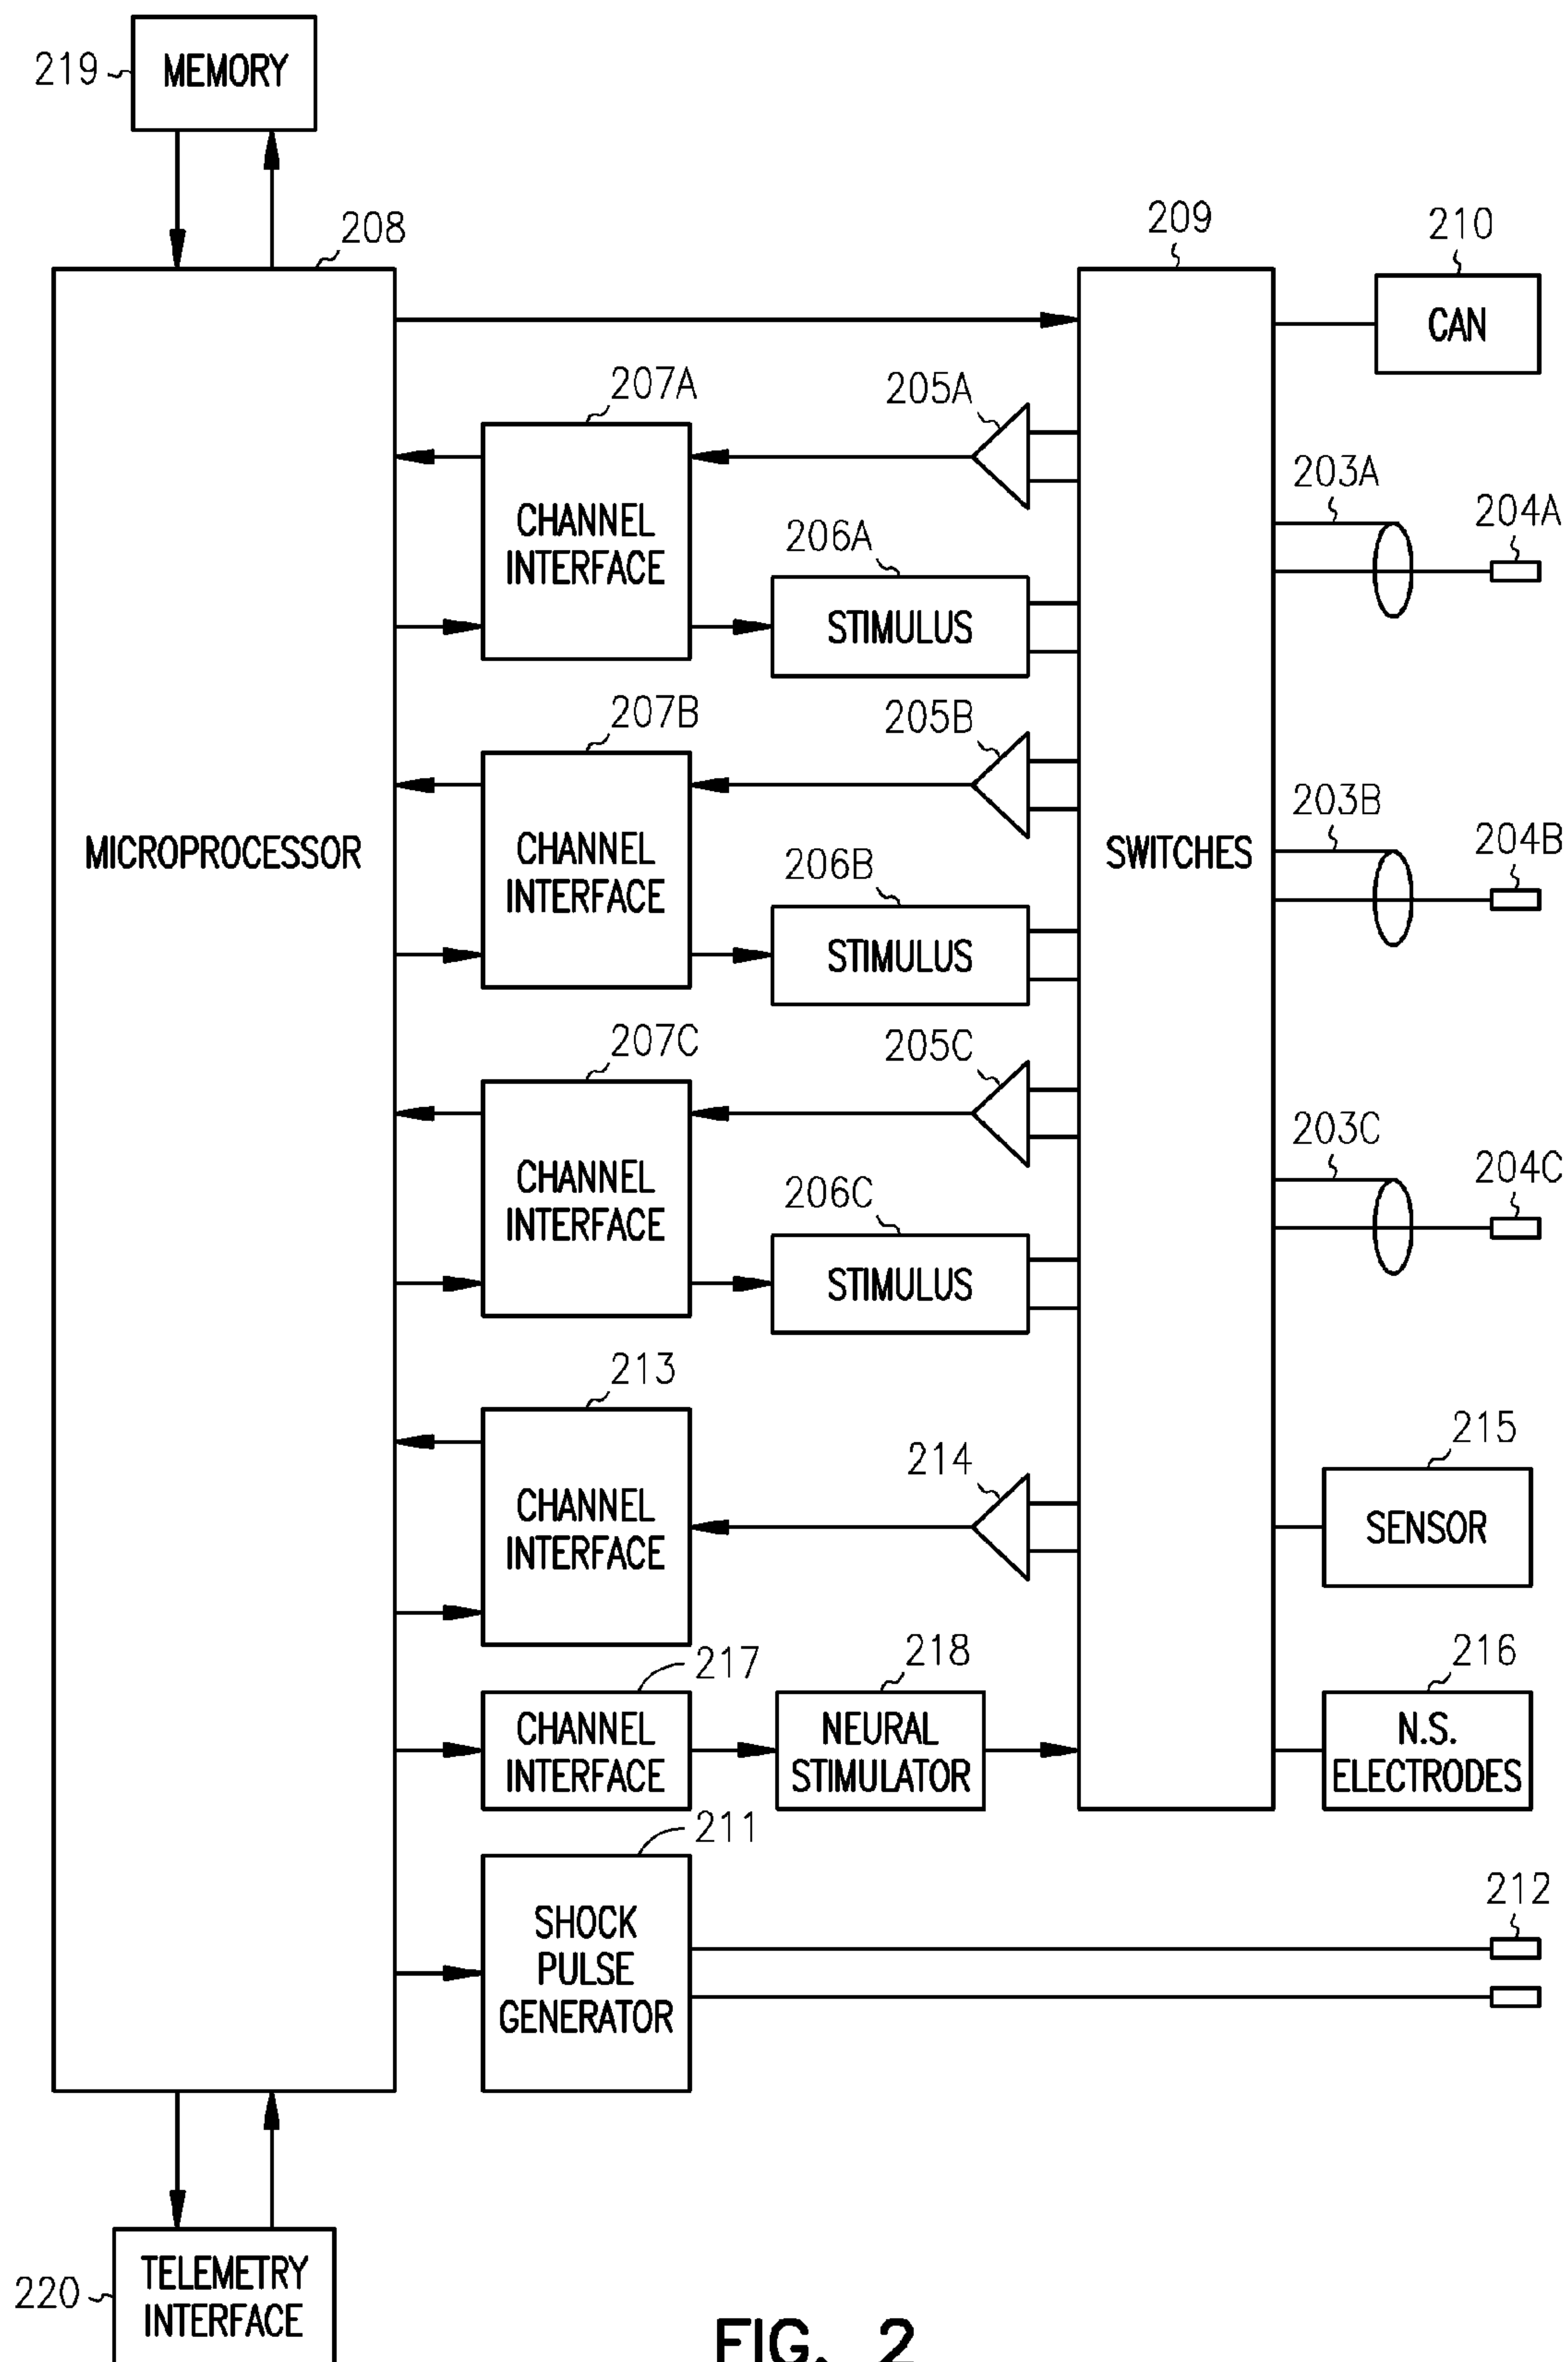 219
MEMORY
208
209
210
CAN
207A
205A
203A
204A
CHANNEL
INTERFACE
206A
STIMULUS
207B
205B
203B
204B
MICROPROCESSOR
CHANNEL
INTERFACE
SWITCHES
206B
STIMULUS
207C
205C
203C
204C
CHANNEL
INTERFACE
206C
STIMULUS
213
214
215
CHANNEL
INTERFACE
SENSOR
217
218
216
CHANNEL
INTERFACE
NEURAL
STIMULATOR
N.S.
ELECTRODES
211
212
SHOCK
PULSE
GENERATOR
220
TELEMETRY
INTERFACE
FIG. 2